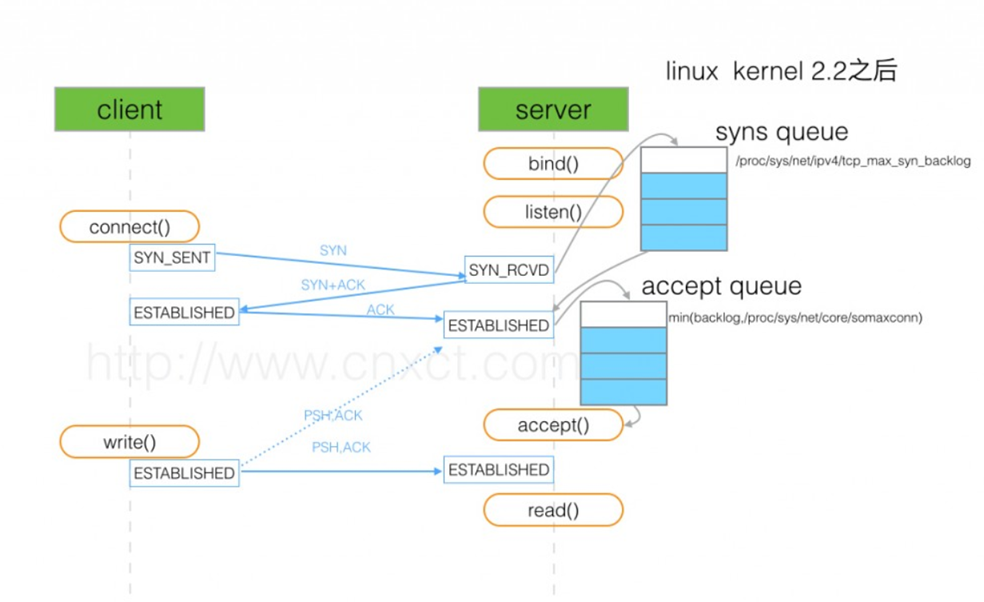 linux kernel 2.2之后
client
server
syns queue
/proc/sys/net/ipv4/tcp_max_syn_backlog
bind()
listen()
connect()
SYN_SENT
SYN
SYN_RCVD
SYN+ACK
accept queue
ESTABLISHED
ACK
ESTABLISHED
min(backlog,/proc/sys/net/core/somaxconn)
http://www.cnxct.com
PSH,ACK
accept()
write()
PSH,ACK
ESTABLISHED
ESTABLISHED
read()